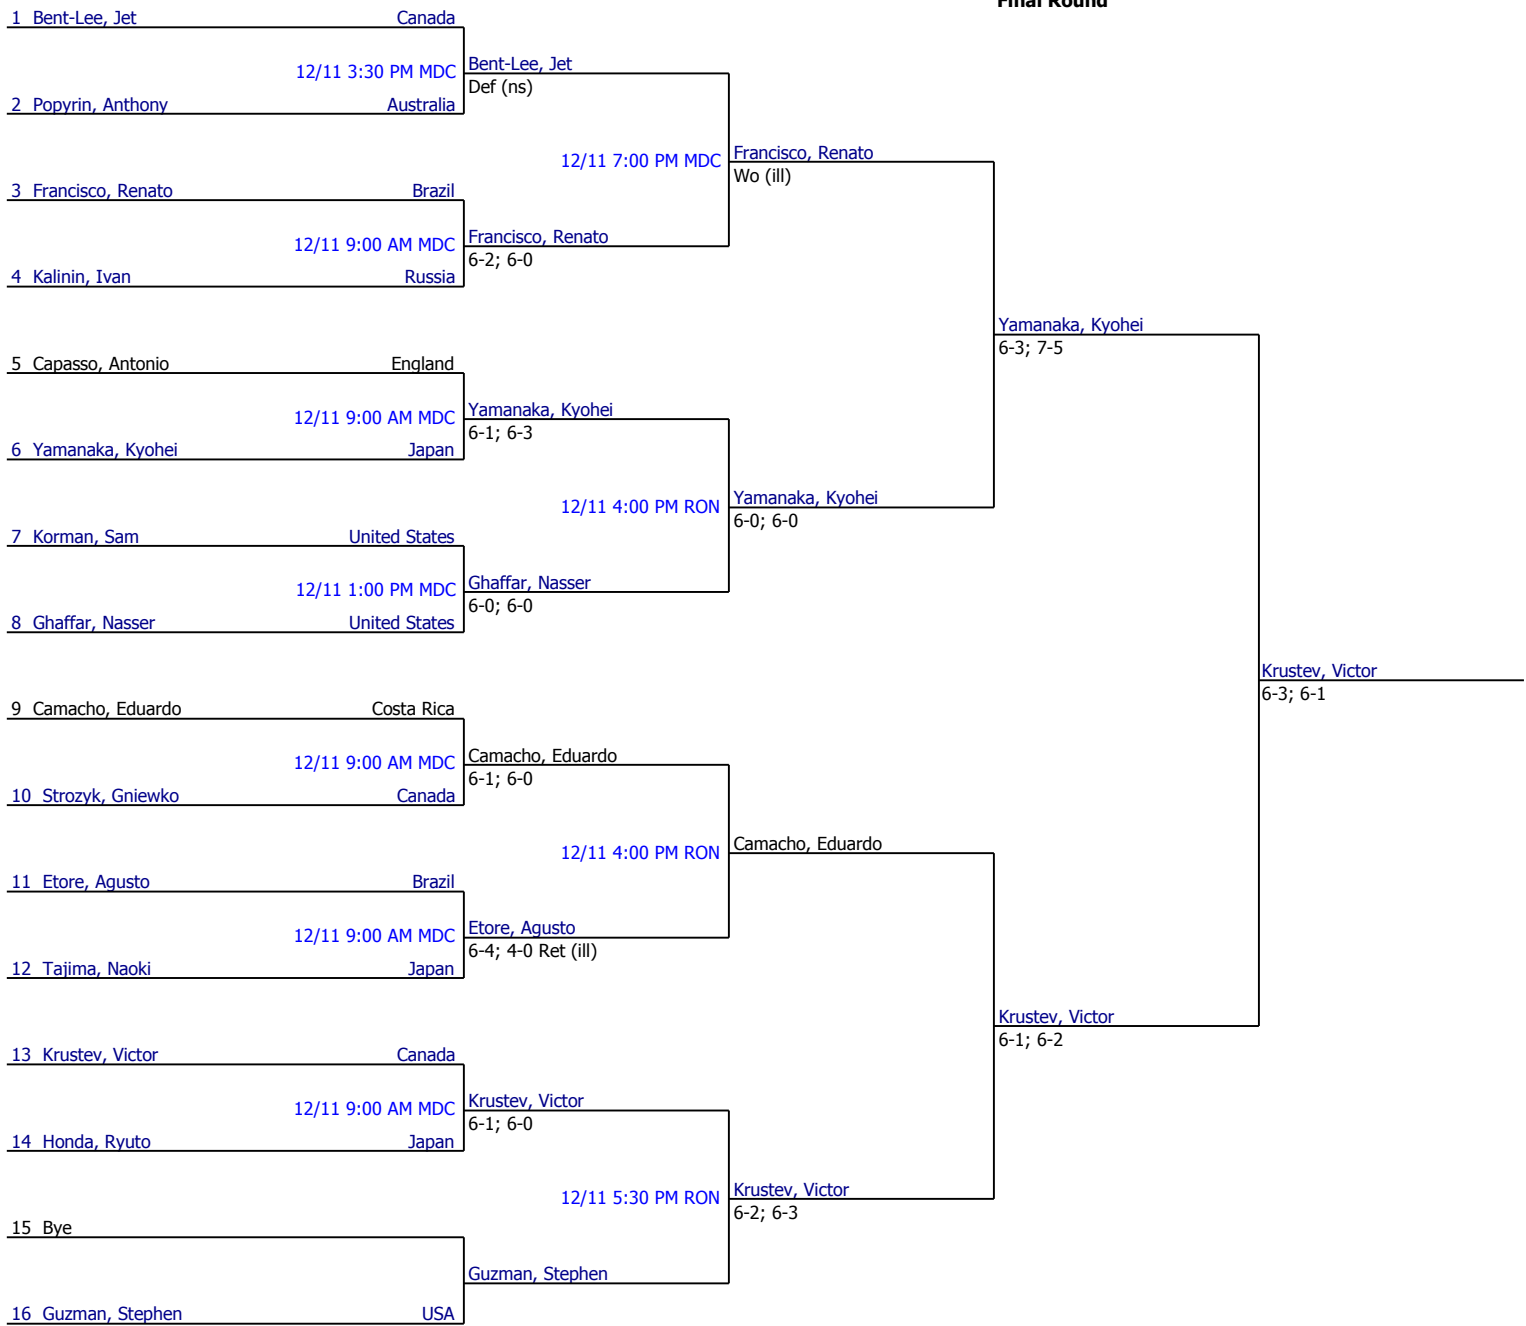 Final Round
1 Bent-Lee, Jet Canada
12/11 3:30 PM MDC
2 Popyrin, Anthony Australia
Bent-Lee, Jet
Def (ns)
3 Francisco, Renato Brazil
12/11 9:00 AM MDC
4 Kalinin, Ivan Russia
Francisco, Renato
6-2; 6-0
12/11 7:00 PM MDC
Francisco, Renato
Wo (ill)
5 Capasso, Antonio England
12/11 9:00 AM MDC
6 Yamanaka, Kyohei Japan
Yamanaka, Kyohei
6-1; 6-3
7 Korman, Sam United States
12/11 1:00 PM MDC
8 Ghaffar, Nasser United States
Ghaffar, Nasser
6-0; 6-0
12/11 4:00 PM RON
Yamanaka, Kyohei
6-0; 6-0
Yamanaka, Kyohei
6-3; 7-5
9 Camacho, Eduardo Costa Rica
12/11 9:00 AM MDC
10 Strozyk, Gniewko Canada
Camacho, Eduardo
6-1; 6-0
11 Etore, Agusto Brazil
12/11 9:00 AM MDC
12 Tajima, Naoki Japan
Etore, Agusto
6-4; 4-0 Ret (ill)
12/11 4:00 PM RON
Camacho, Eduardo
13 Krustev, Victor Canada
12/11 9:00 AM MDC
14 Honda, Ryuto Japan
Krustev, Victor
6-1; 6-0
15 Bye
16 Guzman, Stephen USA
Guzman, Stephen
12/11 5:30 PM RON
Krustev, Victor
6-2; 6-3
Krustev, Victor
6-1; 6-2
Krustev, Victor
6-3; 6-1